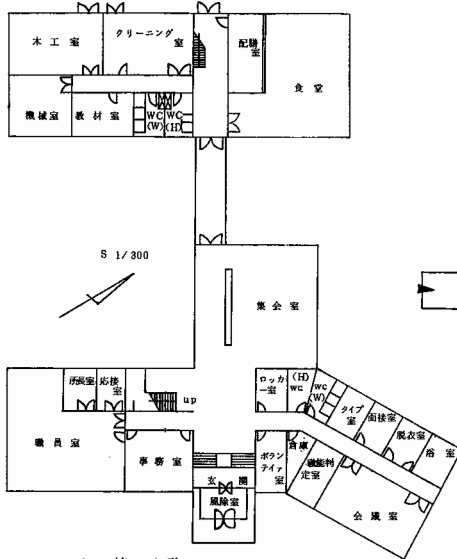 木工室
クリーニング室
配膳室
食堂
機械室
教材室
WC
(W)
WC
(H)
S 1/300
集会室
所長室
応接室
up
ロッカー室
(H)
WC
WC
(W)
タイプ室
面接室
脱衣室
浴室
職員室
事務室
ボランティア室
倉庫
職能判定室
会議室
玄関
風除室